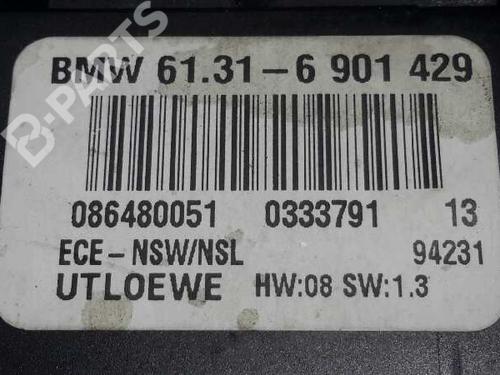 B-PARTS
BMW 61.31-6 901 429
086480051 0333791 13
ECE-NSW/NSL 94231
UTLOEWE HW:08 SW:1.3